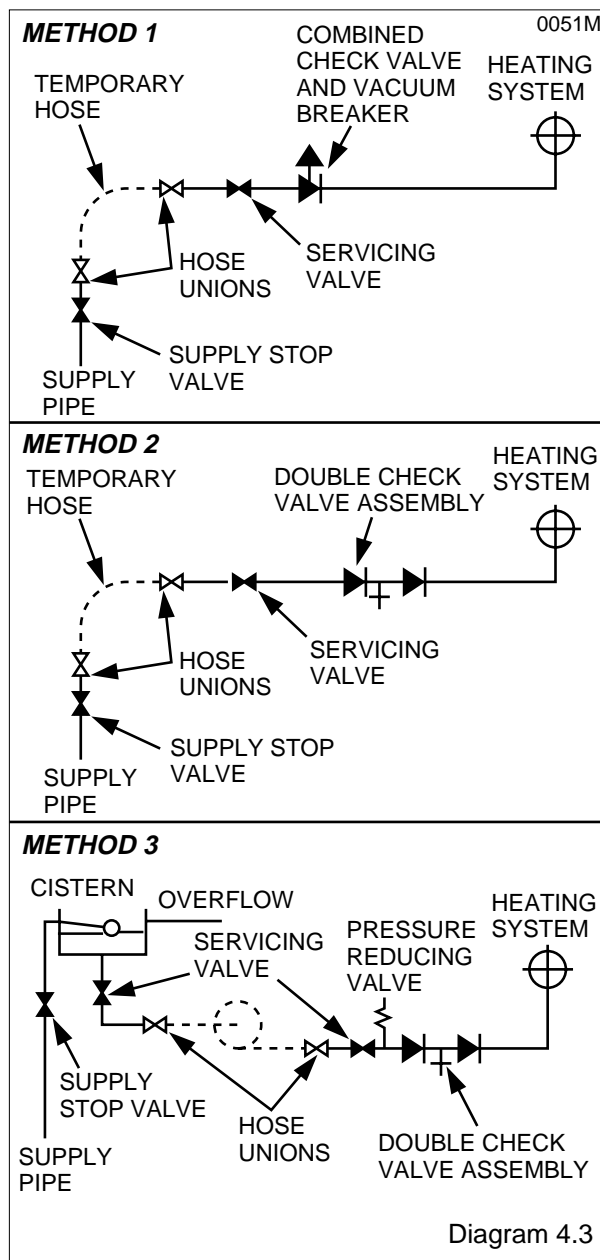 METHOD 1
0051M
TEMPORARY
HOSE
COMBINED
CHECK VALVE
AND VACUUM
BREAKER
HEATING
SYSTEM
HOSE
UNIONS
SERVICING
VALVE
SUPPLY STOP
VALVE
SUPPLY
PIPE
METHOD 2
TEMPORARY
HOSE
DOUBLE CHECK
VALVE ASSEMBLY
HEATING
SYSTEM
HOSE
UNIONS
SERVICING
VALVE
SUPPLY STOP
VALVE
SUPPLY
PIPE
METHOD 3
CISTERN
OVERFLOW
SERVICING
VALVE
PRESSURE
REDUCING
VALVE
HEATING
SYSTEM
SUPPLY
STOP VALVE
HOSE
UNIONS
DOUBLE CHECK
VALVE ASSEMBLY
SUPPLY
PIPE
Diagram 4.3